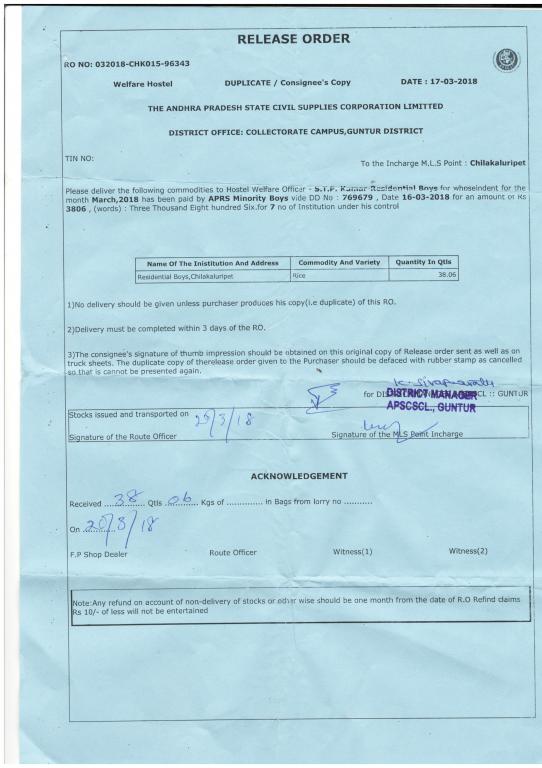 RELEASE ORDER
RO NO: 032018-CHK015-96343
Welfare Hostel DUPLICATE / Consignee's Copy DATE : 17-03-2018
THE ANDHRA PRADESH STATE CIVIL SUPPLIES CORPORATION LIMITTED
DISTRICT OFFICE: COLLECTORATE CAMPUS,GUNTUR DISTRICT
TIN NO:
To the Incharge M.L.S Point : Chilakaluripet
Please deliver the following commodities to Hostel Welfare Officer - S.T.P. Kumar Residential Boys for whoseindent for the
month March,2018 has been paid by APRS Minority Boys vide DD No : 769679 , Date 16-03-2018 for an amount of Rs
3806 , (words) : Three Thousand Eight hundred Six.for 7 no of Institution under his control
Name Of The Inistitution And Address Commodity And Variety Quantity In Qtls
Residential Boys,Chilakaluripet Rice 38.06
1)No delivery should be given unless purchaser produces his copy(i.e duplicate) of this RO.
2)Delivery must be completed within 3 days of the RO.
3)The consignee's signature of thumb impression should be obtained on this original copy of Release order sent as well as on
truck sheets. The duplicate copy of therelease order given to the Purchaser should be defaced with rubber stamp as cancelled
so that is cannot be presented again.
for DISTRICT MANAGER :: GUNTUR
APSCSCL., GUNTUR
Stocks issued and transported on /3/18
Signature of the Route Officer Signature of the MLS Point Incharge
ACKNOWLEDGEMENT
Received ...38... Qtls ..06.. Kgs of .............. in Bags from lorry no ...........
On 20/3/18
F.P Shop Dealer Route Officer Witness(1) Witness(2)
Note:Any refund on account of non-delivery of stocks or other wise should be one month from the date of R.O Refind claims
Rs 10/- of less will not be entertained